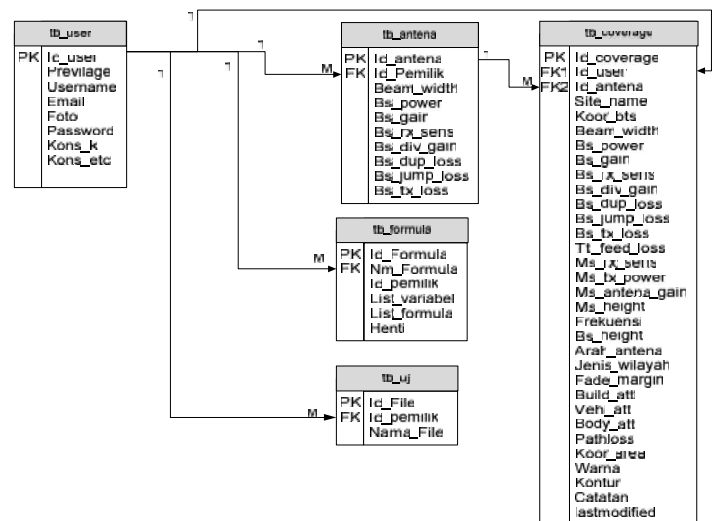 tb_user
PK Id_user
Previlage
Username
Email
Foto
Password
Kons_k
Kons_etc
tb_antena
PK Id_antena
FK Id_Pemilik
Beam_width
Bs_power
Bs_gair
Bs_rx_sens
Bs_div_gain
Bs_dup_loss
Bs_jump_loss
Bs_tx_loss
tb_formula
PK Id_Formula
FK Nm_Formula
Id_pemilik
List_variabel
List_formula
Henti
tb_uj
PK Id_File
FK Id_pemilik
Nama_File
tb_coverage
PK Id_coverage
FK1 Id_user
FK2 Id_antena
Site_name
Koor_bts
Beam_width
Bs_power
Bs_gain
Bs_rx_sens
Bs_div_gain
Bs_dup_loss
Bs_jump_loss
Bs_tx_loss
Tt_feed_loss
Ms_rx_sens
Ms_tx_power
Ms_antena_gain
Ms_height
Frekuensi
Bs_height
Arah_antena
Jenis_wilayah
Fade_margin
Build_att
Vehi_att
Body_att
Pathloss
Koor_area
Warna
Kontur
Catatan
lastmodified
M
M
M
M